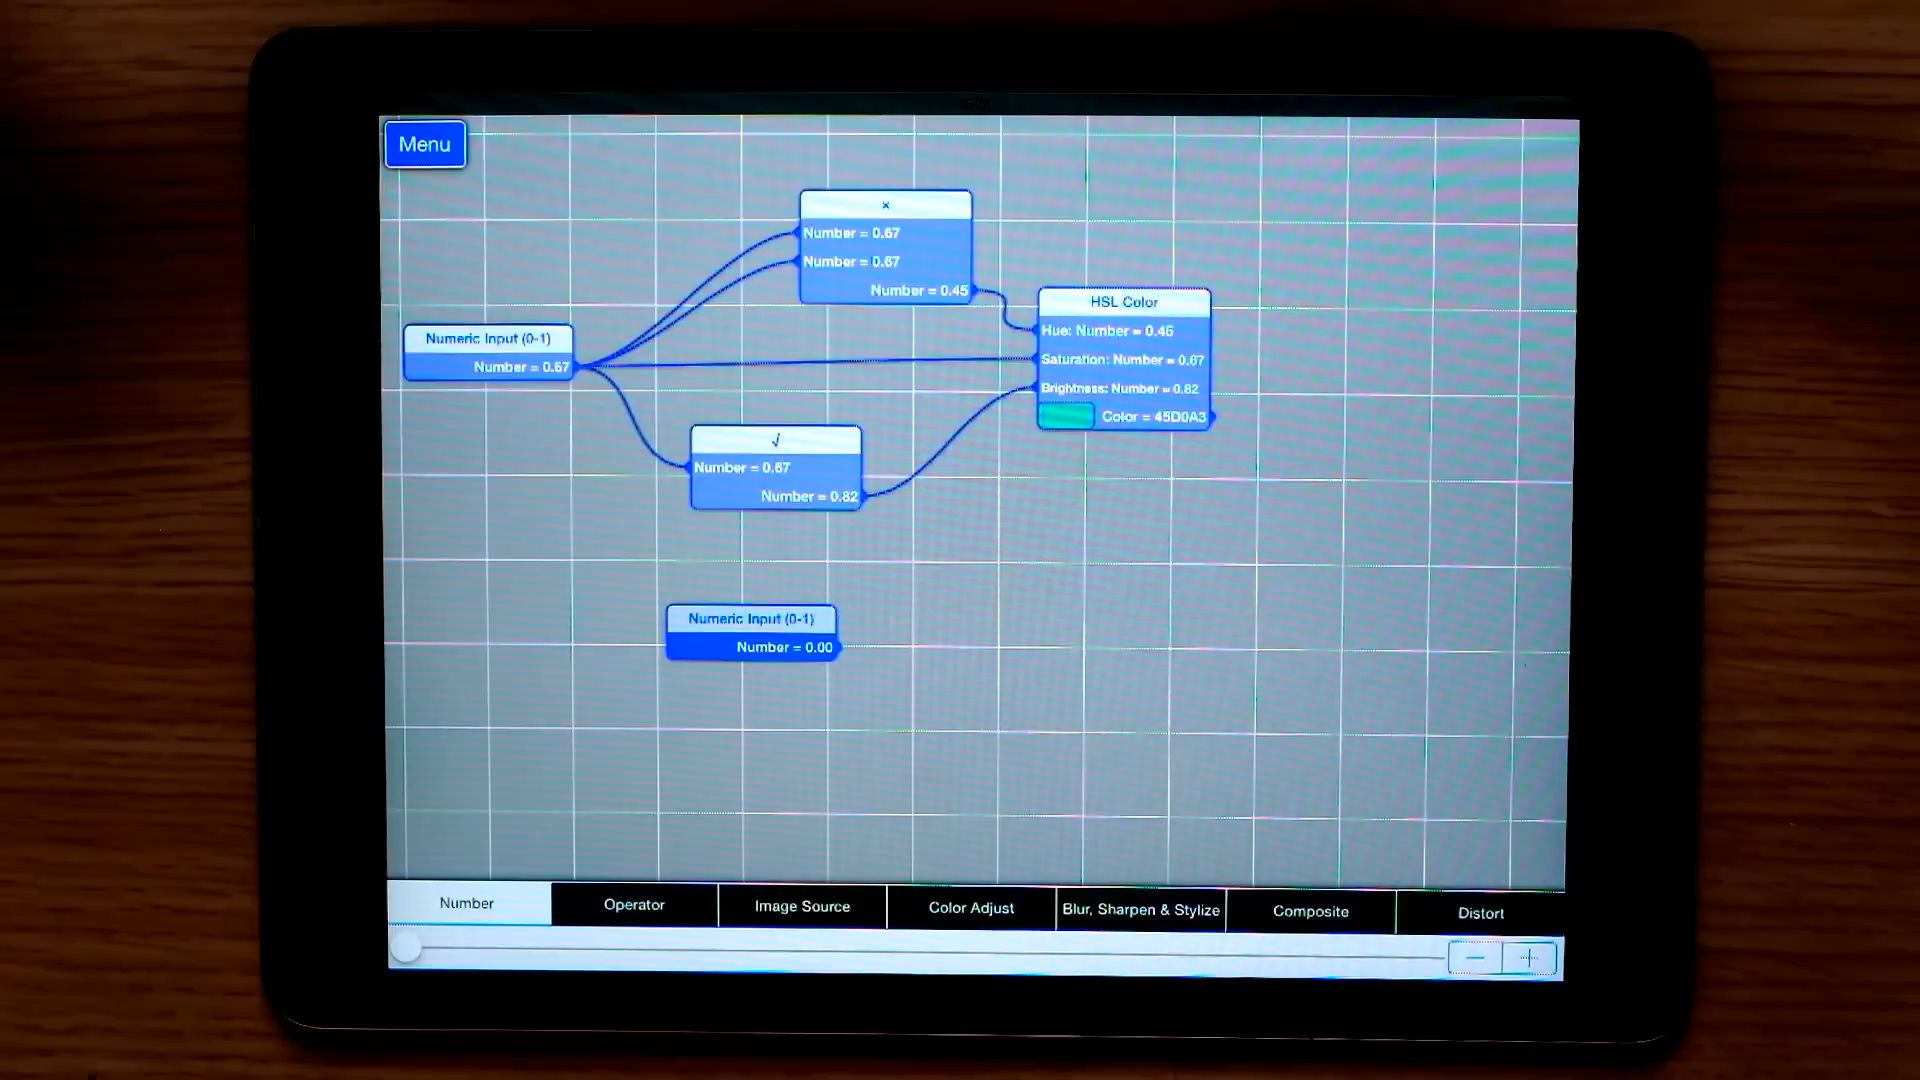 Menu
×
Number = 0.67
Number = 0.67
Number = 0.45
HSL Color
Hue: Number = 0.45
Saturation: Number = 0.67
Brightness: Number = 0.82
Color = 45D0A3
Numeric Input (0-1)
Number = 0.67
√
Number = 0.67
Number = 0.82
Numeric Input (0-1)
Number = 0.00
Number
Operator
Image Source
Color Adjust
Blur, Sharpen & Stylize
Composite
Distort
− +